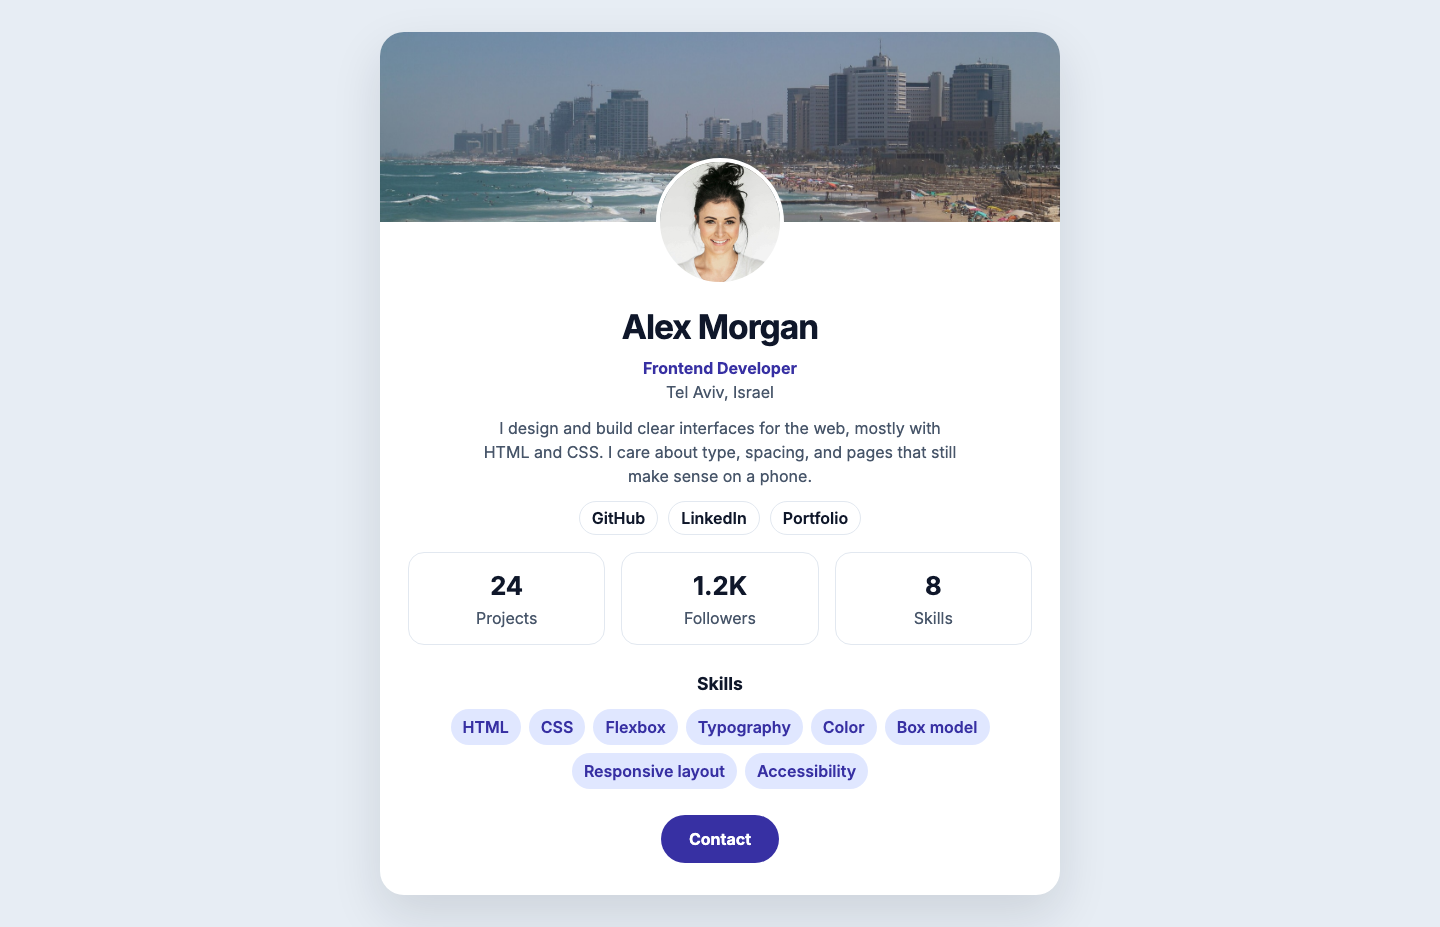 Alex Morgan
Frontend Developer
Tel Aviv, Israel
I design and build clear interfaces for the web, mostly with
HTML and CSS. I care about type, spacing, and pages that still
make sense on a phone.
GitHub LinkedIn Portfolio
24 1.2K 8
Projects Followers Skills
Skills
HTML CSS Flexbox Typography Color Box model
Responsive layout Accessibility
Contact